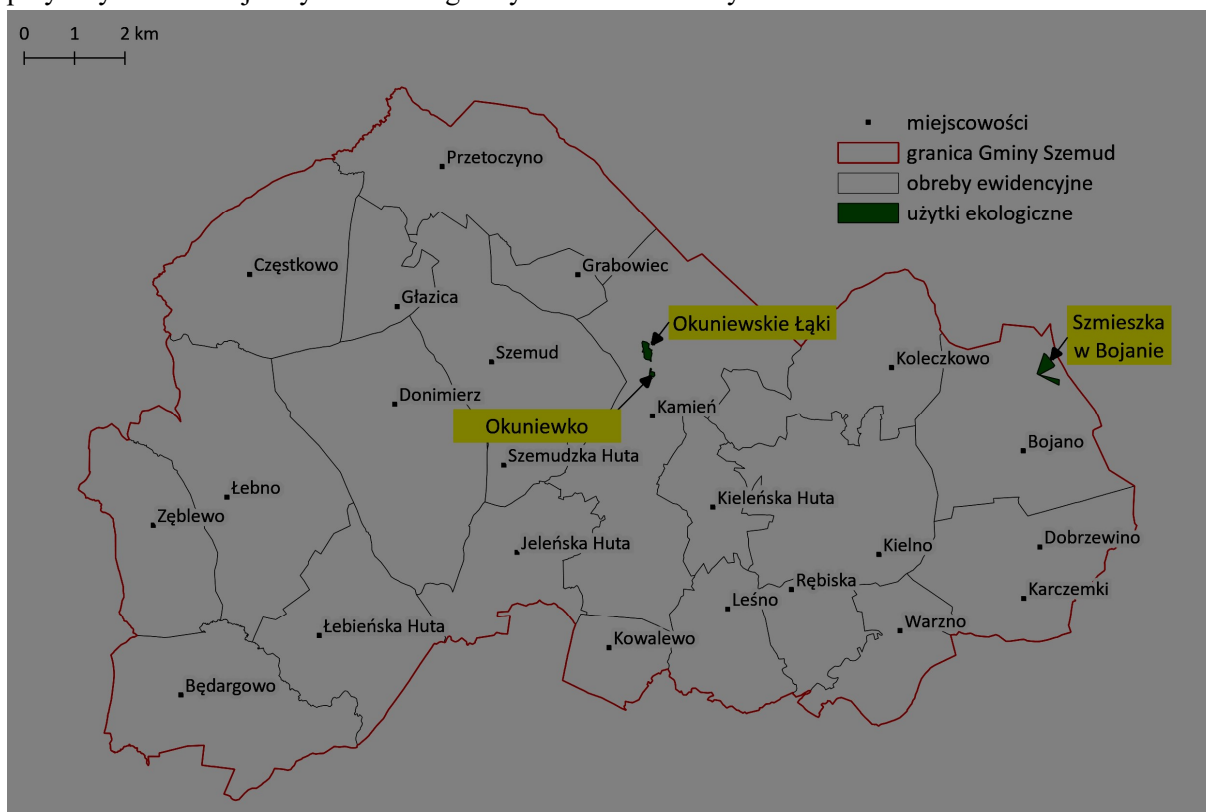 0 1 2 km
miejscowości
granica Gminy Szemud
obreby ewidencyjne
użytki ekologiczne
Przetoczyno
Częstkowo
Grabowiec
Głazica
Okuniewskie Łąki
Szmieszka
w Bojanie
Szemud
Koleczkowo
Donimierz
Kamień
Okuniewko
Bojano
Szemudzka Huta
Łebno
Kieleńska Huta
Zęblewo
Jeleńska Huta
Kielno
Dobrzewino
Rębiska
Leśno
Karczemki
Łebieńska Huta
Warzno
Kowalewo
Będargowo